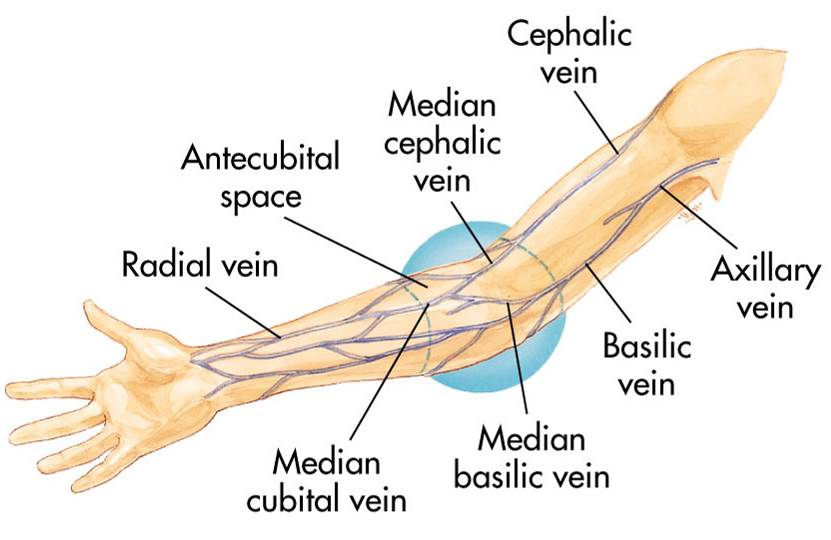 Cephalic
vein
Median
cephalic
vein
Antecubital
space
Radial vein
Axillary
vein
Basilic
vein
Median
basilic vein
Median
cubital vein